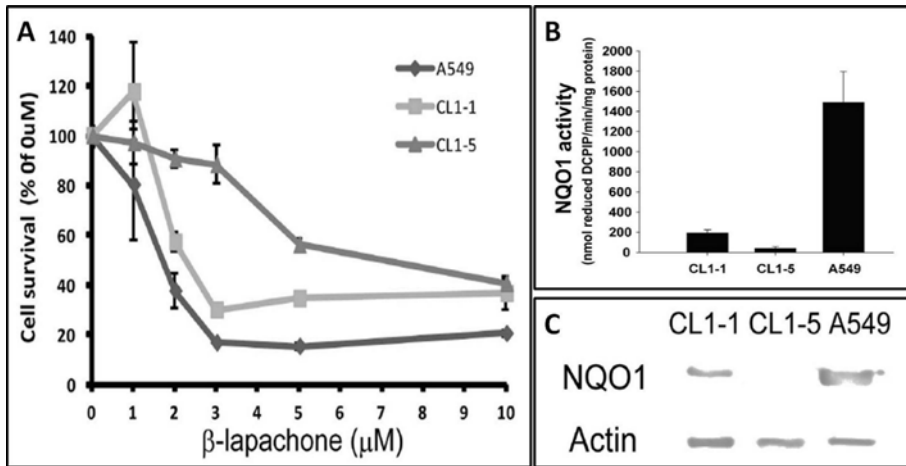 A
Cell survival (% 0f 0uM)
140
120
100
80
60
40
20
0
0 1 2 3 4 5 6 7 8 9 10
β-lapachone (μM)
A549
CL1-1
CL1-5
B
NQO1 activity
(nmol reduced DCPIP/min/mg protein)
2000
1800
1600
1400
1200
1000
800
600
400
200
0
CL1-1 CL1-5 A549
C
CL1-1 CL1-5 A549
NQO1
Actin